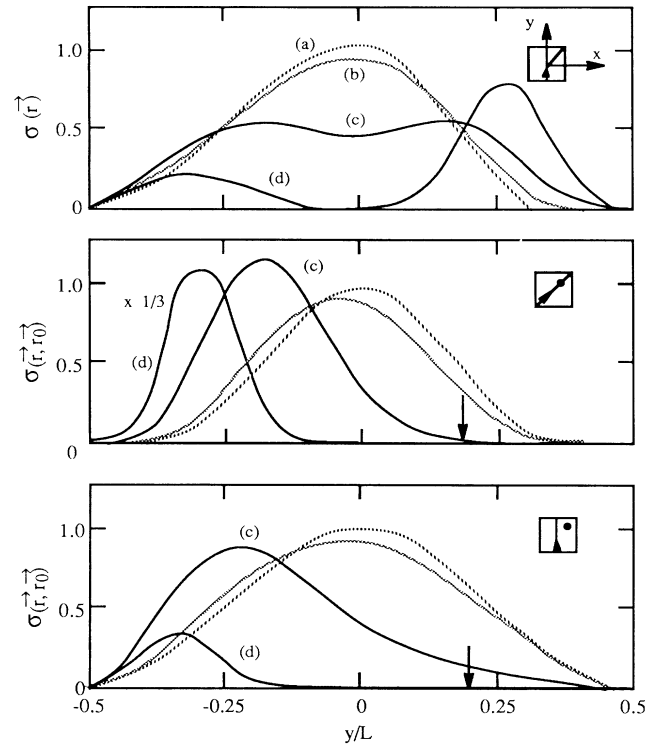 y
x
1.0
0.5
0
σ (r⃗)
(a)
(b)
(c)
(d)
1.0
0.5
0
σ(r⃗, r⃗0)
x 1/3
(c)
(d)
1.0
0.5
0
σ(r⃗, r⃗0)
(c)
(d)
-0.5 -0.25 0 0.25 0.5
y/L